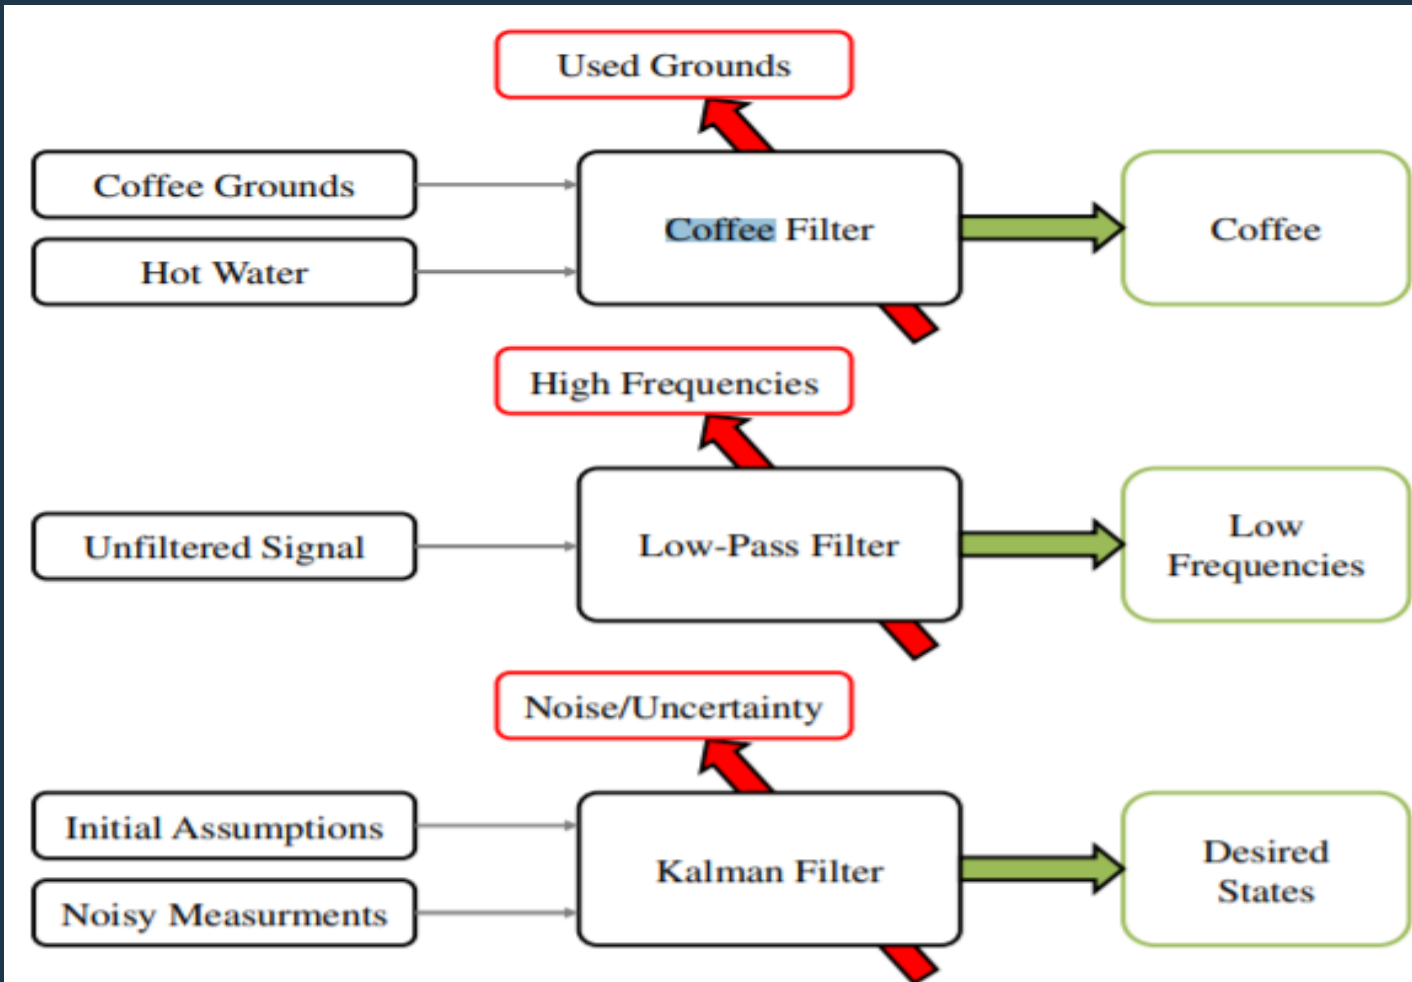 Used Grounds
Coffee Grounds
Hot Water
Coffee Filter
Coffee
High Frequencies
Unfiltered Signal
Low-Pass Filter
Low
Frequencies
Noise/Uncertainty
Initial Assumptions
Noisy Measurments
Kalman Filter
Desired
States